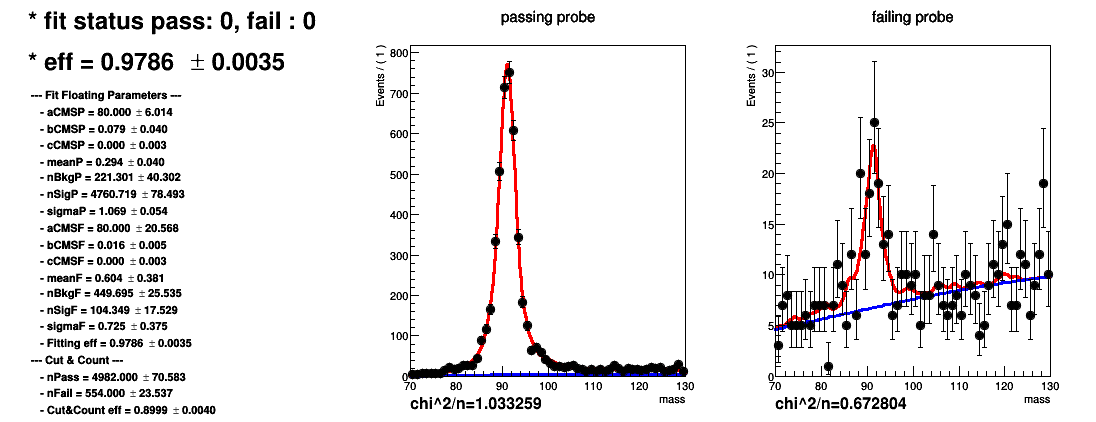 * fit status pass: 0, fail : 0
* eff = 0.9786 ± 0.0035
--- Fit Floating Parameters ---
- aCMSP = 80.000 ± 6.014
- bCMSP = 0.079 ± 0.040
- cCMSP = 0.000 ± 0.003
- meanP = 0.294 ± 0.040
- nBkgP = 221.301 ± 40.302
- nSigP = 4760.719 ± 78.493
- sigmaP = 1.069 ± 0.054
- aCMSF = 80.000 ± 20.568
- bCMSF = 0.016 ± 0.005
- cCMSF = 0.000 ± 0.003
- meanF = 0.604 ± 0.381
- nBkgF = 449.695 ± 25.535
- nSigF = 104.349 ± 17.529
- sigmaF = 0.725 ± 0.375
- Fitting eff = 0.9786 ± 0.0035
--- Cut & Count ---
- nPass = 4982.000 ± 70.583
- nFail = 554.000 ± 23.537
- Cut&Count eff = 0.8999 ± 0.0040
passing probe
Events / ( 1 )
800
700
600
500
400
300
200
100
0
70 80 90 100 110 120 130
mass
chi^2/n=1.033259
failing probe
Events / ( 1 )
30
25
20
15
10
5
0
70 80 90 100 110 120 130
mass
chi^2/n=0.672804